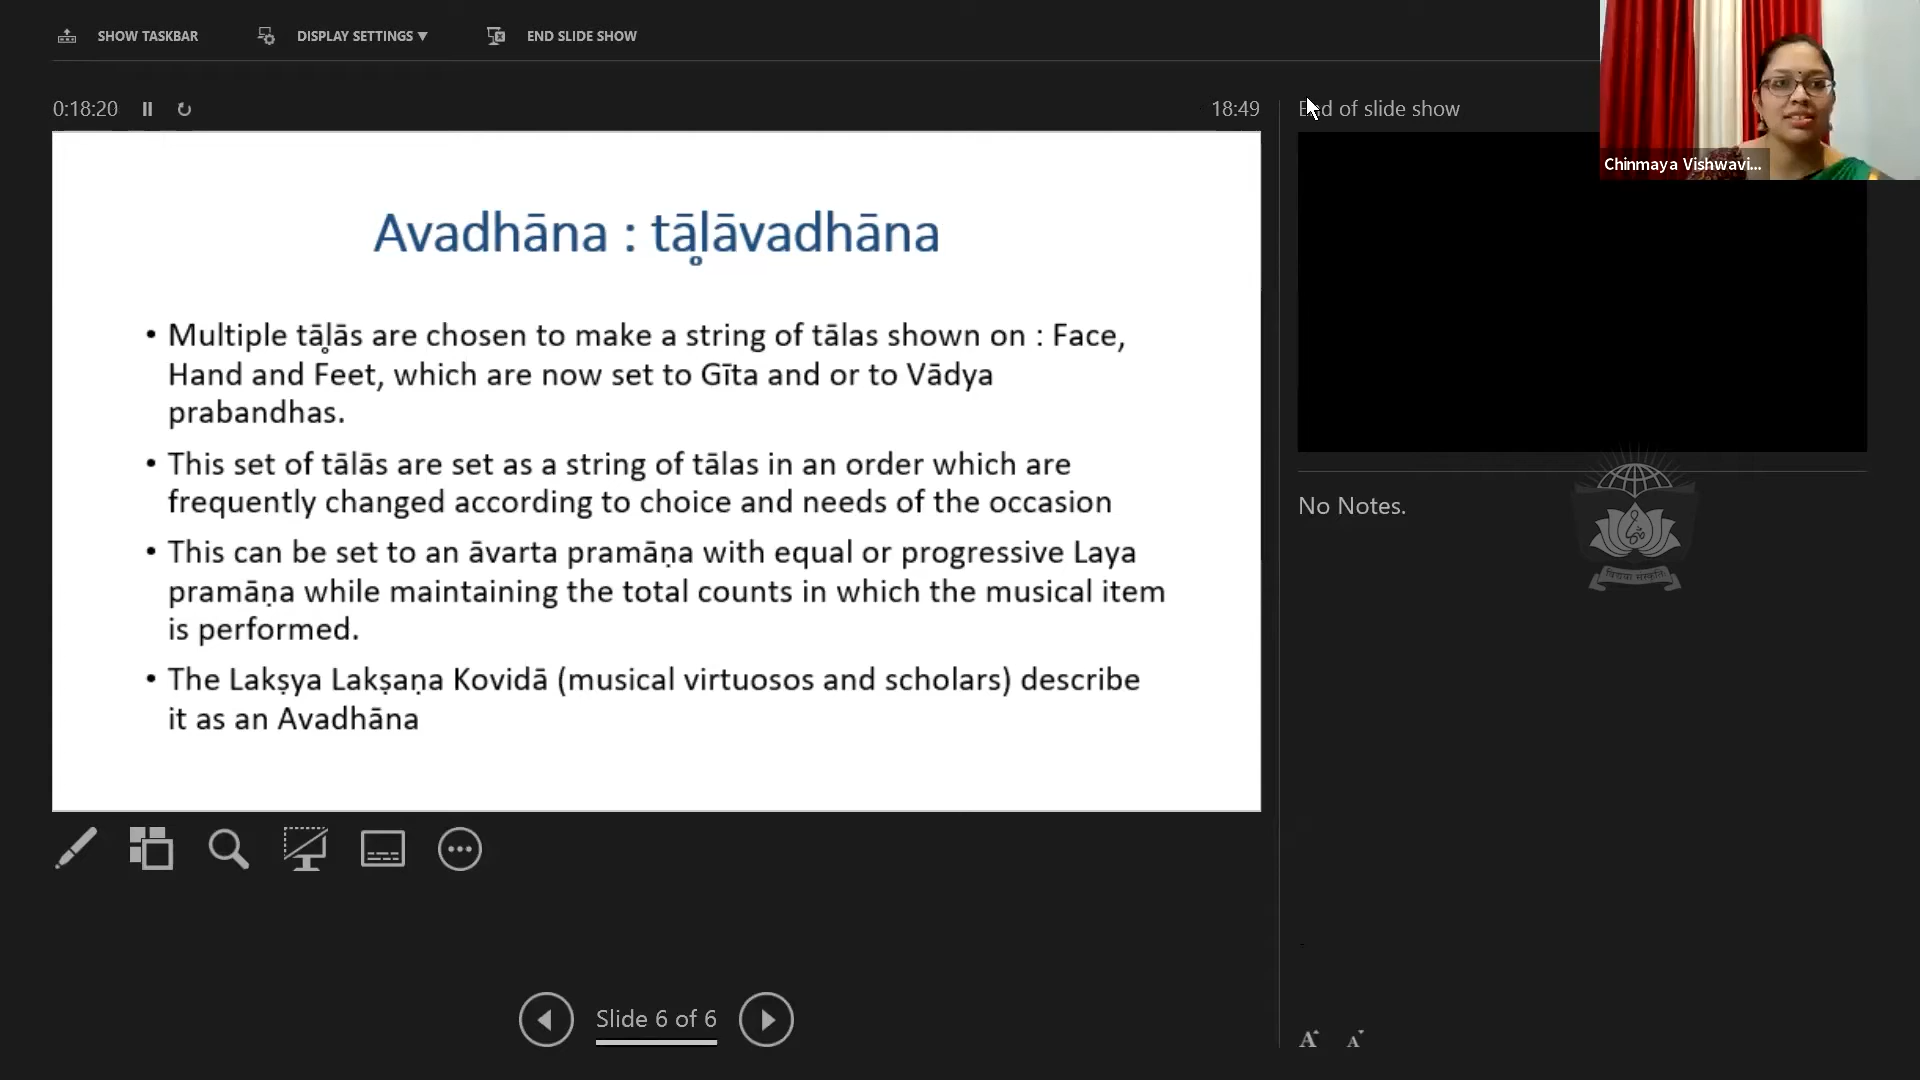 SHOW TASKBAR
DISPLAY SETTINGS ▼
END SLIDE SHOW
0:18:20
18:49
End of slide show
Chinmaya Vishwavi...
Avadhāna : tāl̥āvadhāna
• Multiple tāl̥ās are chosen to make a string of tālas shown on : Face,
Hand and Feet, which are now set to Gīta and or to Vādya
prabandhas.
• This set of tālās are set as a string of tālas in an order which are
frequently changed according to choice and needs of the occasion
• This can be set to an āvarta pramāṇa with equal or progressive Laya
pramāṇa while maintaining the total counts in which the musical item
is performed.
• The Lakṣya Lakṣaṇa Kovidā (musical virtuosos and scholars) describe
it as an Avadhāna
No Notes.
विद्यया संस्कृतिः
Slide 6 of 6
A A